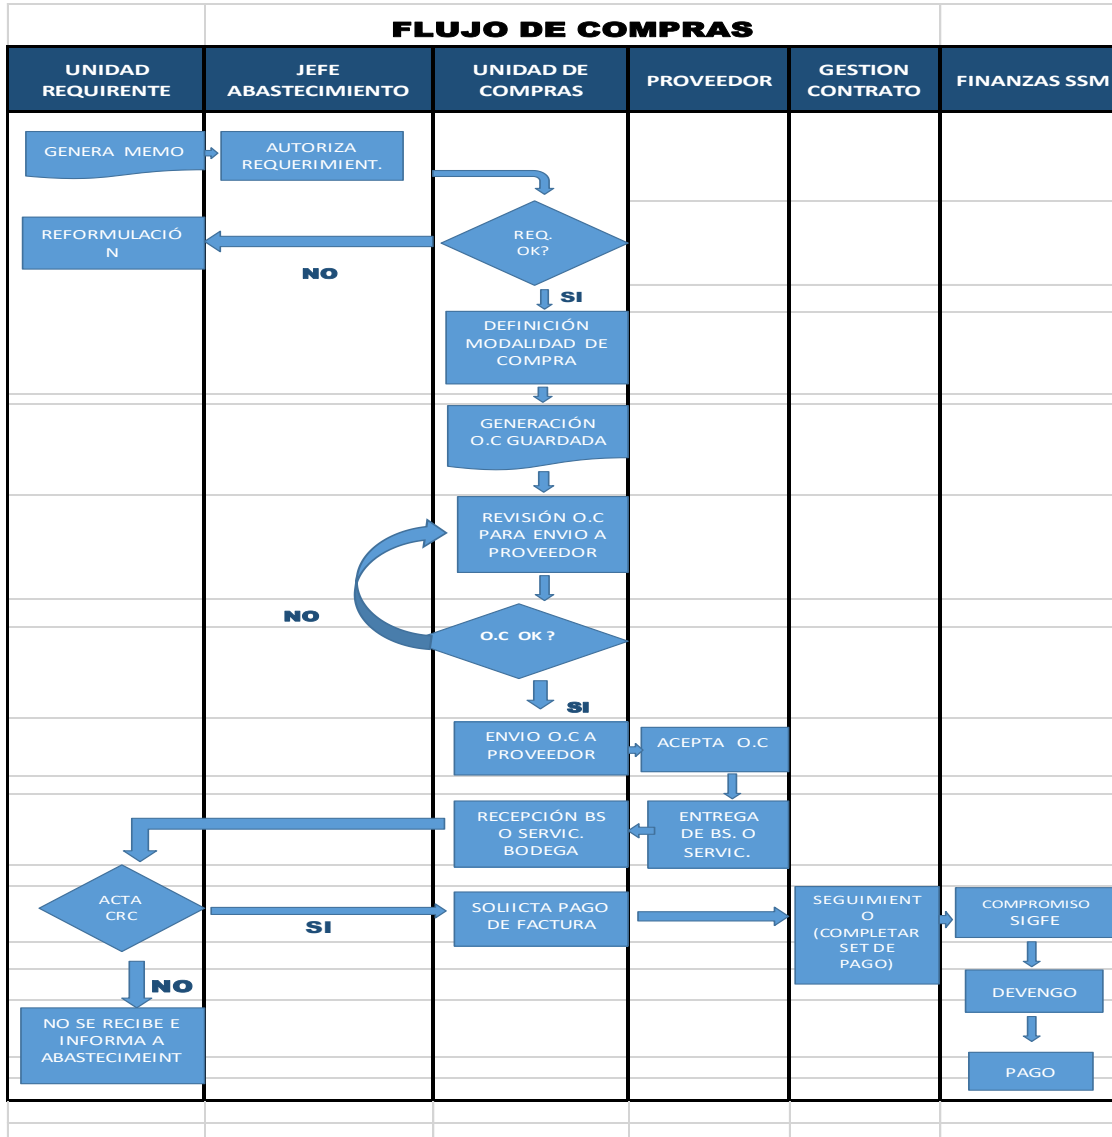 FLUJO DE COMPRAS
UNIDAD
REQUIRENTE
JEFE
ABASTECIMIENTO
UNIDAD DE
COMPRAS
PROVEEDOR
GESTION
CONTRATO
FINANZAS SSM
GENERA MEMO
AUTORIZA
REQUERIMIENT.
REFORMULACIÓ
N
NO
REQ.
OK?
SI
DEFINICIÓN
MODALIDAD DE
COMPRA
GENERACIÓN
O.C GUARDADA
REVISIÓN O.C
PARA ENVIO A
PROVEEDOR
NO
O.C OK ?
SI
ENVIO O.C A
PROVEEDOR
ACEPTA O.C
RECEPCIÓN BS
O SERVIC.
BODEGA
ENTREGA
DE BS. O
SERVIC.
ACTA
CRC
SI
SOLIICTA PAGO
DE FACTURA
SEGUIMIENT
O
(COMPLETAR
SET DE
PAGO)
COMPROMISO
SIGFE
NO
DEVENGO
NO SE RECIBE E
INFORMA A
ABASTECIMEINT
PAGO